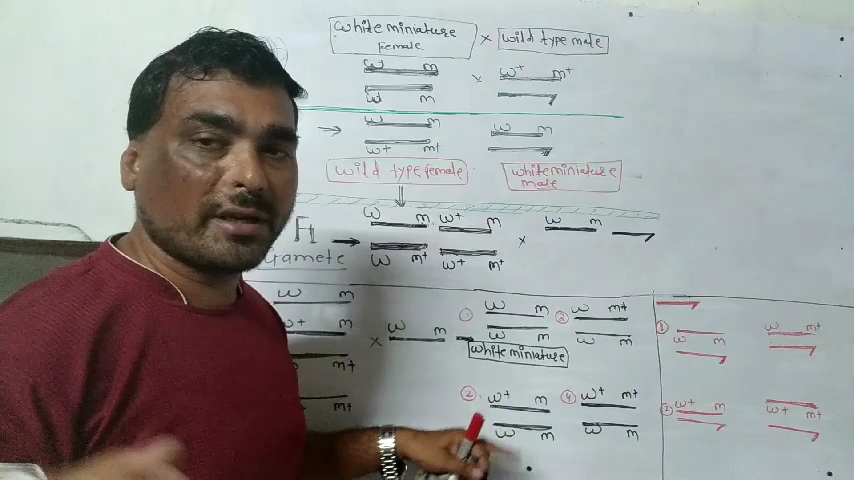 white miniature
female
x
wild type male
w m
x
w+ m+
w m
w m
w m
w+ m+
wild type female
white miniature
male
F1
w m
w+ m
x
w m
Gamete
w m+
w+ m+
w m
w+ m
x
w m
w m+
w+ m+
① w m
w m
② w m+
w m
white miniature
② w+ m
w m
④ w+ m+
w m
① w m
w m+
② w+ m
w+ m+